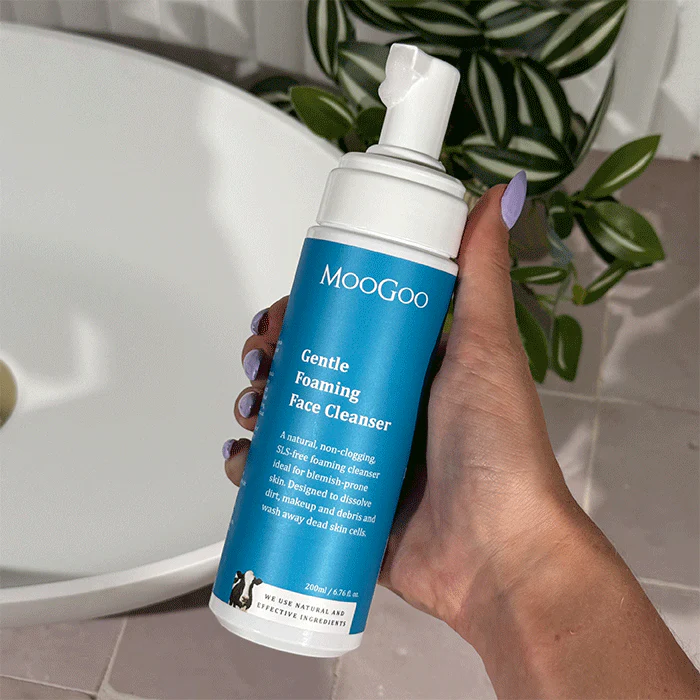 MOOGOO
Gentle
Foaming
Face Cleanser
A natural, non-clogging,
SLS-free foaming cleanser
ideal for blemish-prone
skin. Designed to dissolve
dirt, makeup and debris and
wash away dead skin cells.
200ml / 6.76 fl. oz.
WE USE NATURAL AND
EFFECTIVE INGREDIENTS